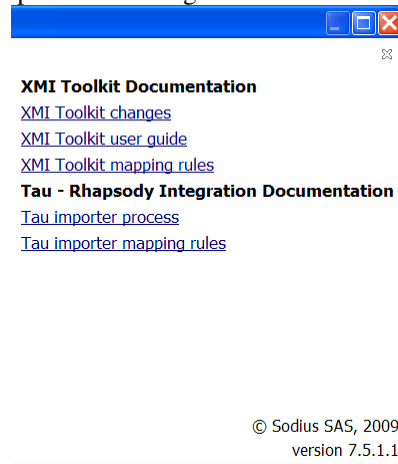 XMI Toolkit Documentation
XMI Toolkit changes
XMI Toolkit user guide
XMI Toolkit mapping rules
Tau - Rhapsody Integration Documentation
Tau importer process
Tau importer mapping rules
© Sodius SAS, 2009
version 7.5.1.1